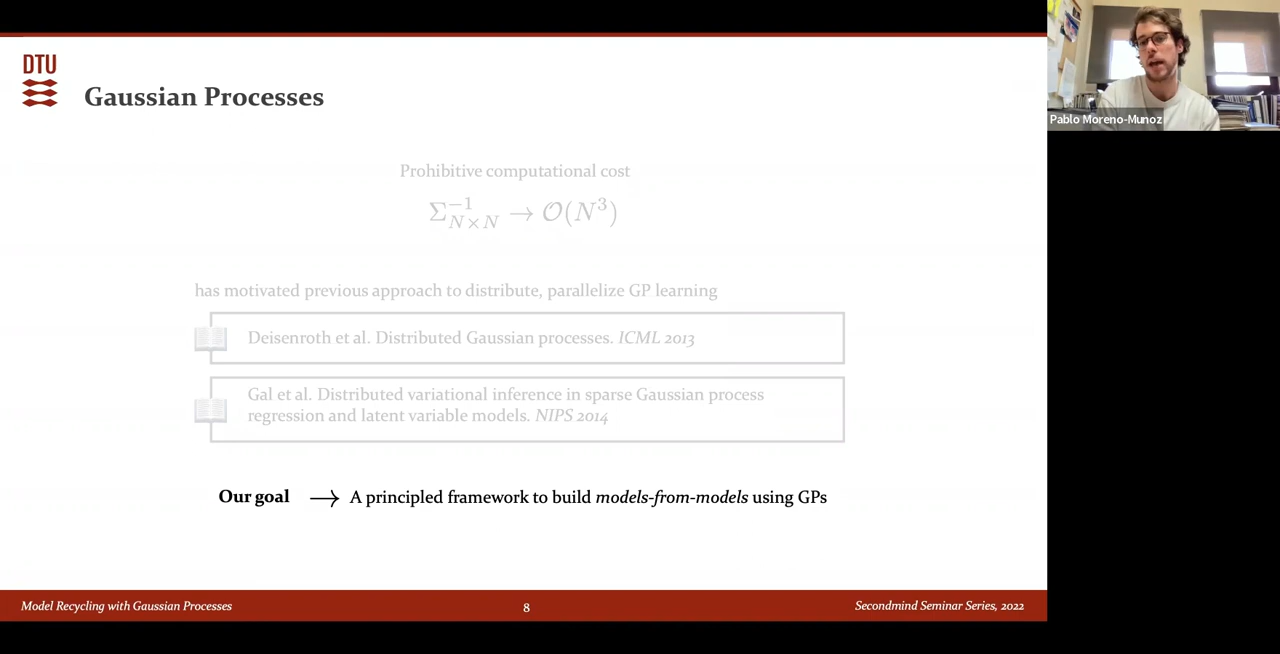 DTU
Gaussian Processes
Pablo Moreno-Munoz
Prohibitive computational cost
Σ⁻¹_{N×N} → 𝒪(N³)
has motivated previous approach to distribute, parallelize GP learning
Deisenroth et al. Distributed Gaussian processes. ICML 2013
Gal et al. Distributed variational inference in sparse Gaussian process
regression and latent variable models. NIPS 2014
Our goal → A principled framework to build models-from-models using GPs
Model Recycling with Gaussian Processes
8
Secondmind Seminar Series, 2022